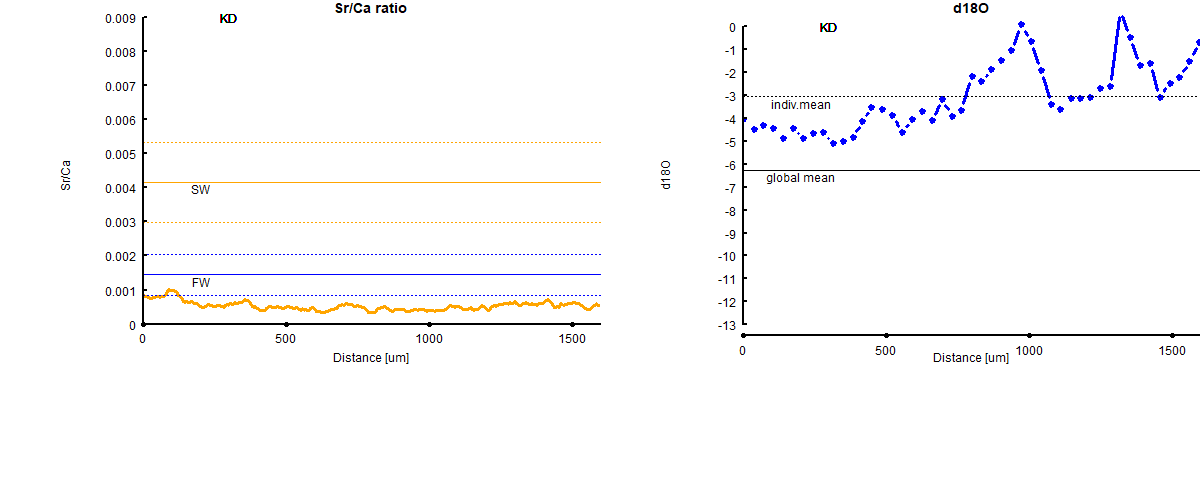 Sr/Ca ratio
KD
0.009
0.008
0.007
0.006
0.005
0.004
0.003
0.002
0.001
0
Sr/Ca
SW
FW
0 500 1000 1500
Distance [um]
d18O
KD
0
-1
-2
-3
-4
-5
-6
-7
-8
-9
-10
-11
-12
-13
d18O
indiv.mean
global mean
0 500 1000 1500
Distance [um]